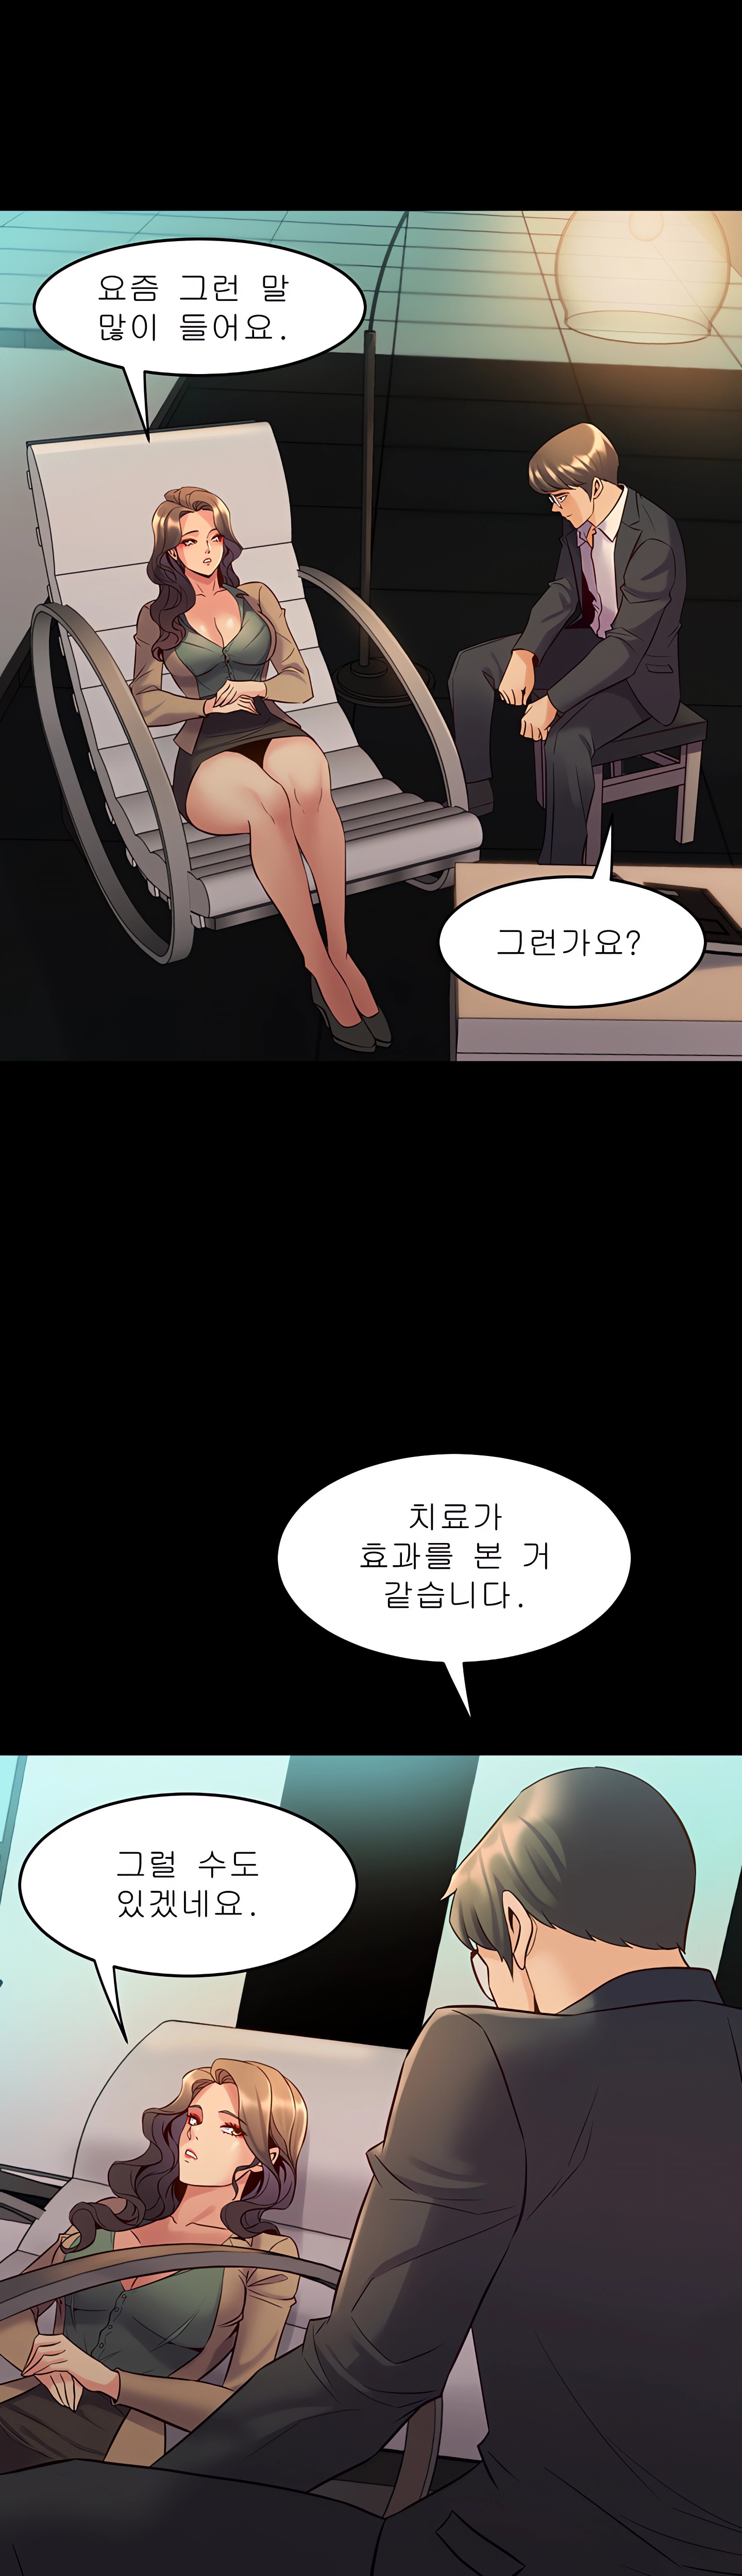 요즘 그런 말
많이 들어요.
그런가요?
치료가
효과를 본 거
같습니다.
그럴 수도
있겠네요.